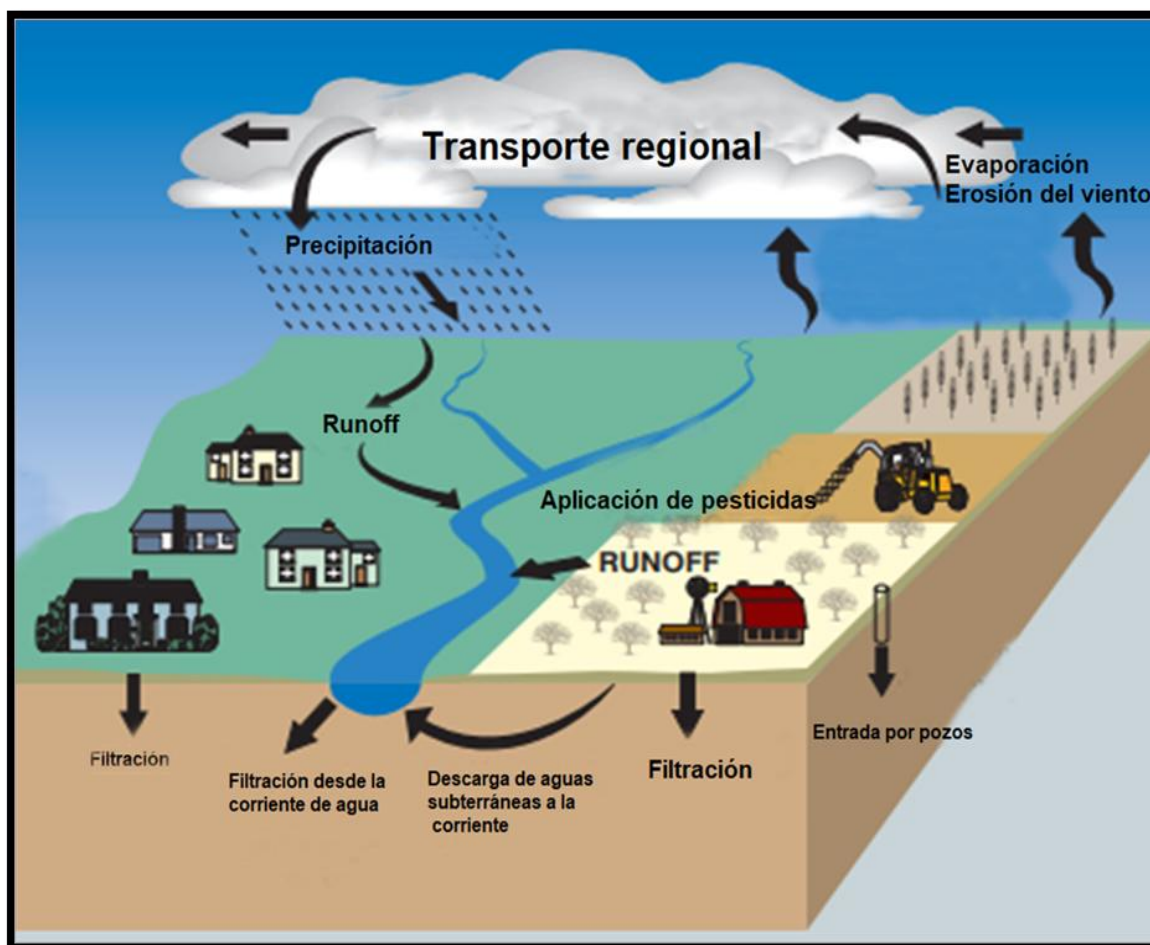 Transporte regional
Evaporación
Erosión del viento
Precipitación
Runoff
Aplicación de pesticidas
RUNOFF
Entrada por pozos
Filtración
Filtración desde la
corriente de agua
Descarga de aguas
subterráneas a la
corriente
Filtración